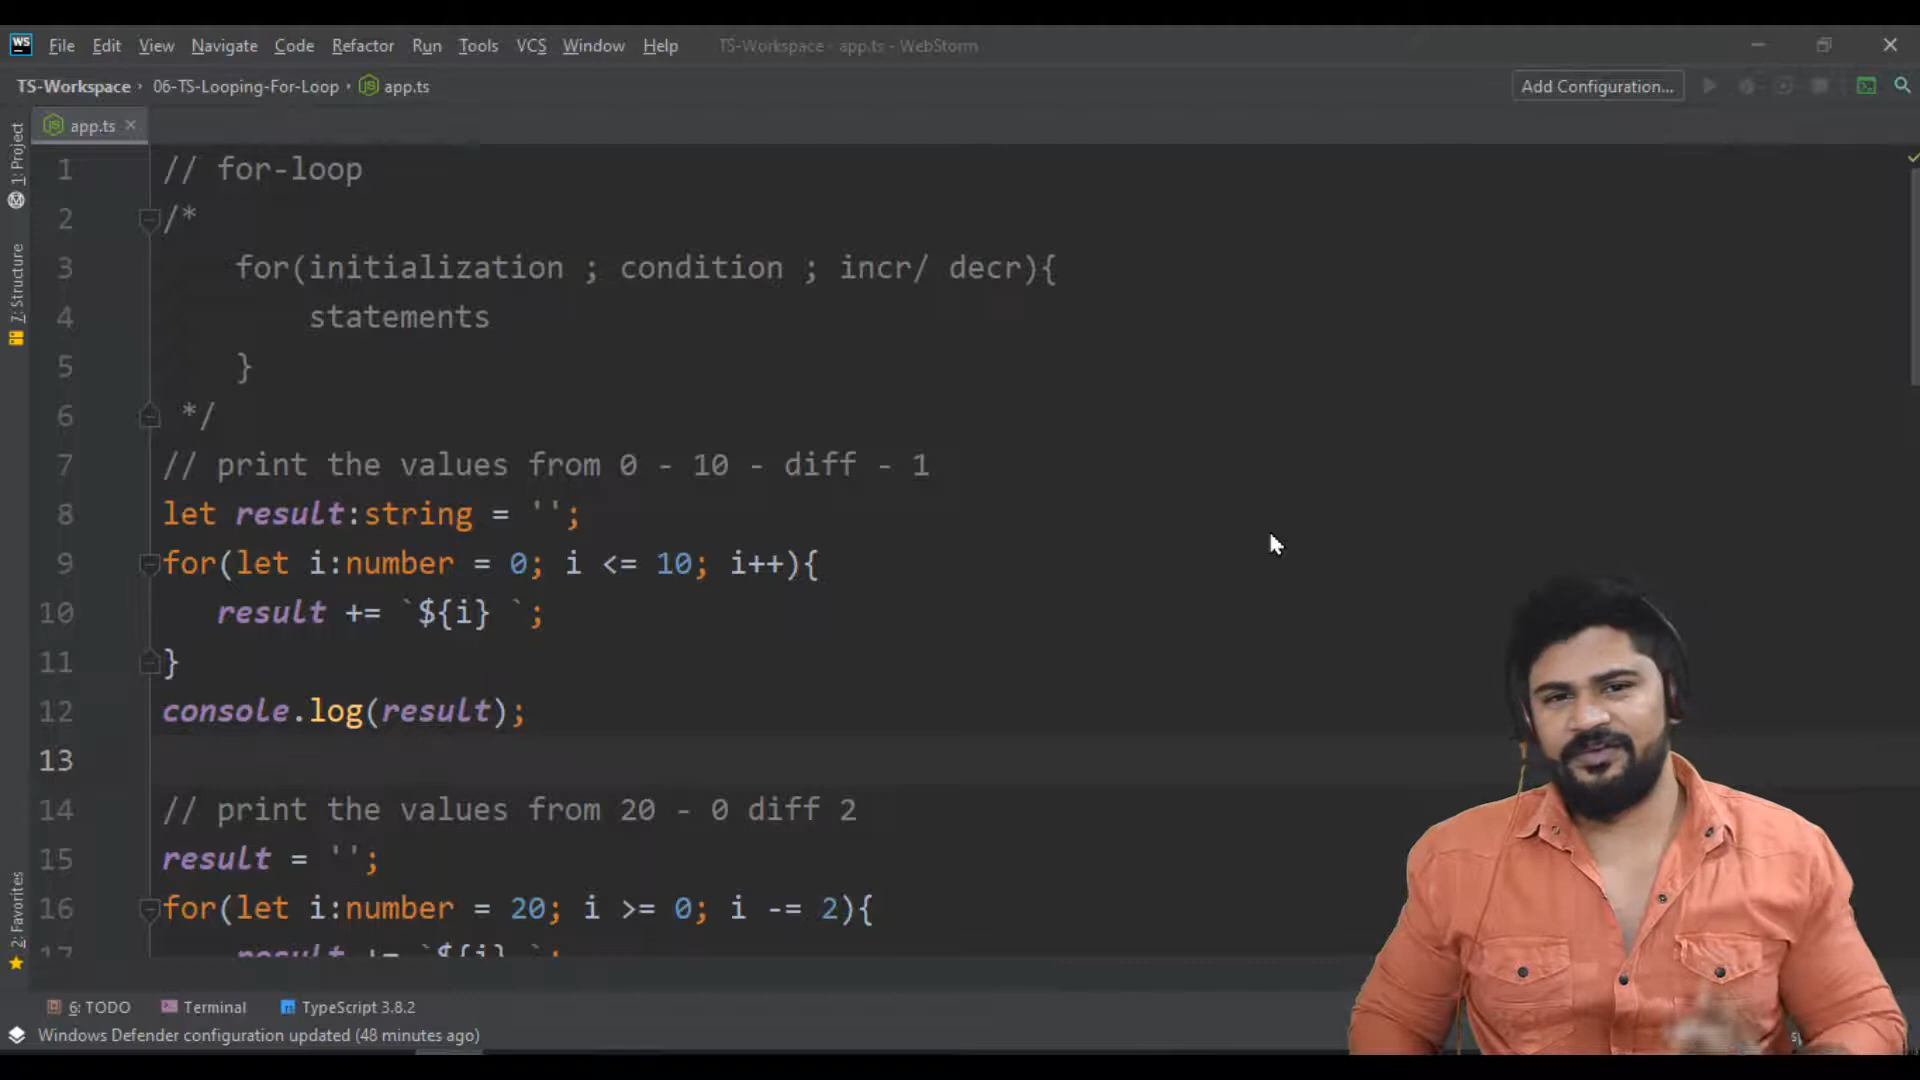 WS File Edit View Navigate Code Refactor Run Tools VCS Window Help TS-Workspace - app.ts - WebStorm
TS-Workspace 06-TS-Looping-For-Loop app.ts Add Configuration...
app.ts
1: Project
7: Structure
2: Favorites
1 // for-loop
2 /*
3 for(initialization ; condition ; incr/ decr){
4 statements
5 }
6 */
7 // print the values from 0 - 10 - diff - 1
8 let result:string = '';
9 for(let i:number = 0; i <= 10; i++){
10 result += `${i} `;
11 }
12 console.log(result);
13
14 // print the values from 20 - 0 diff 2
15 result = '';
16 for(let i:number = 20; i >= 0; i -= 2){
17 result += `${i} `;
6: TODO Terminal TypeScript 3.8.2
Windows Defender configuration updated (48 minutes ago)